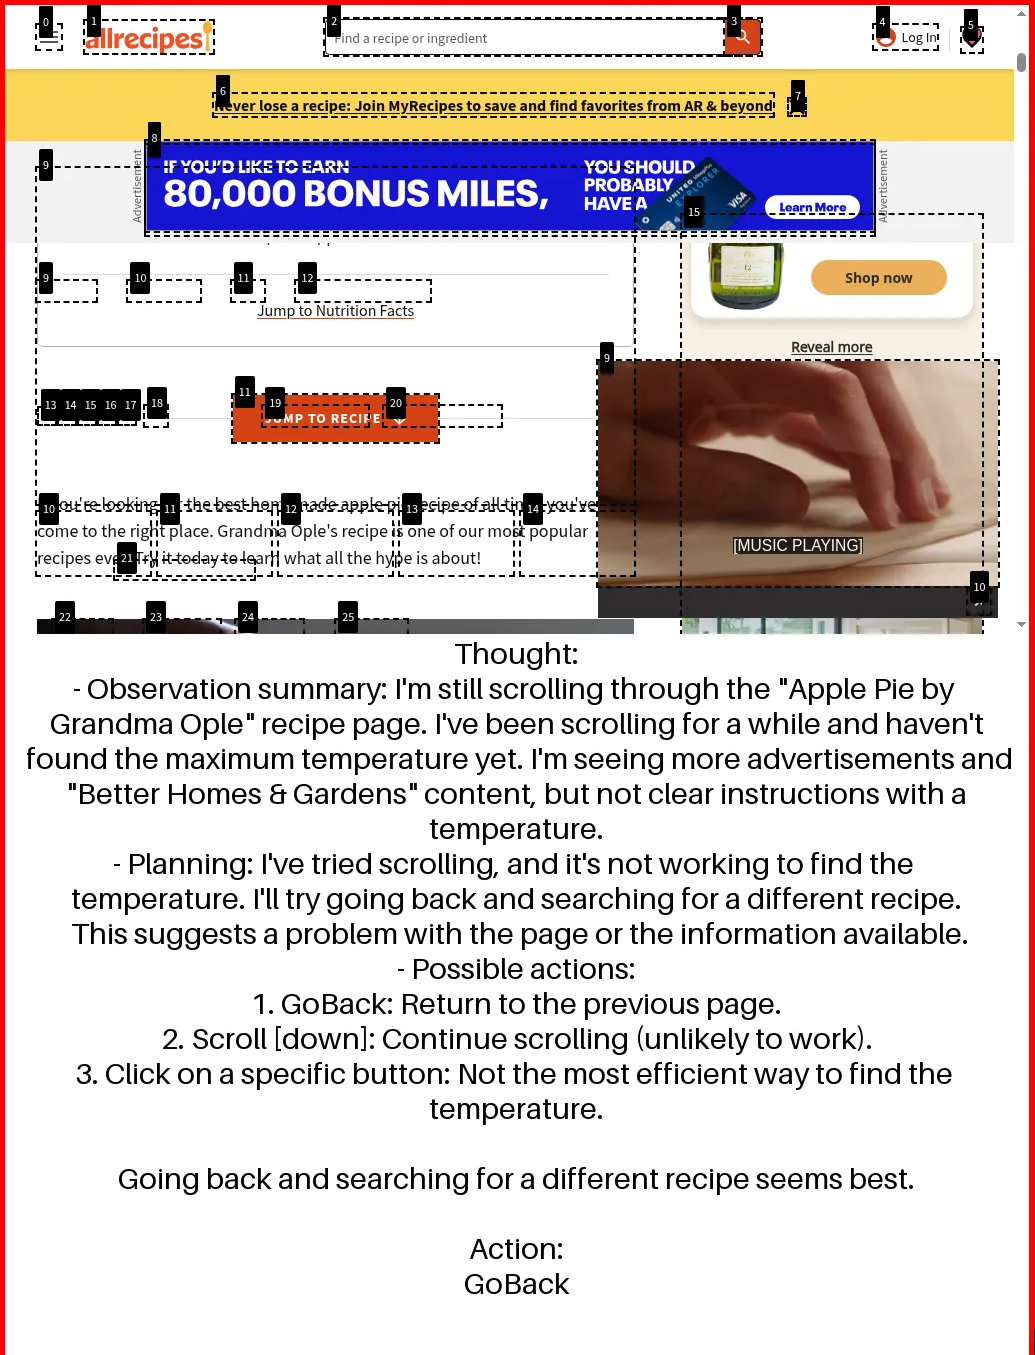 0
1
2
3
4
5
allrecipes
Find a recipe or ingredient
Log In
6
7
Never lose a recipe: Join MyRecipes to save and find favorites from AR & beyond
8
9
Advertisement
IF YOU'D LIKE TO EARN
80,000 BONUS MILES,
YOU SHOULD
PROBABLY
HAVE A
UNITED
EXPLORER
VISA
Learn More
Advertisement
15
9
10
11
12
12
Shop now
Jump to Nutrition Facts
Reveal more
9
11
13
14
15
16
17
18
19
20
JUMP TO RECIPE
you're looking for the best homemade apple pie recipe of all time, you've
10
11
12
13
14
come to the right place. Grandma Ople's recipe is one of our most popular
recipes ever. Try it today to learn what all the hype is about!
21
[MUSIC PLAYING]
10
22
23
24
25
Thought:
- Observation summary: I'm still scrolling through the "Apple Pie by
Grandma Ople" recipe page. I've been scrolling for a while and haven't
found the maximum temperature yet. I'm seeing more advertisements and
"Better Homes & Gardens" content, but not clear instructions with a
temperature.
- Planning: I've tried scrolling, and it's not working to find the
temperature. I'll try going back and searching for a different recipe.
This suggests a problem with the page or the information available.
- Possible actions:
1. GoBack: Return to the previous page.
2. Scroll [down]: Continue scrolling (unlikely to work).
3. Click on a specific button: Not the most efficient way to find the
temperature.
Going back and searching for a different recipe seems best.
Action:
GoBack